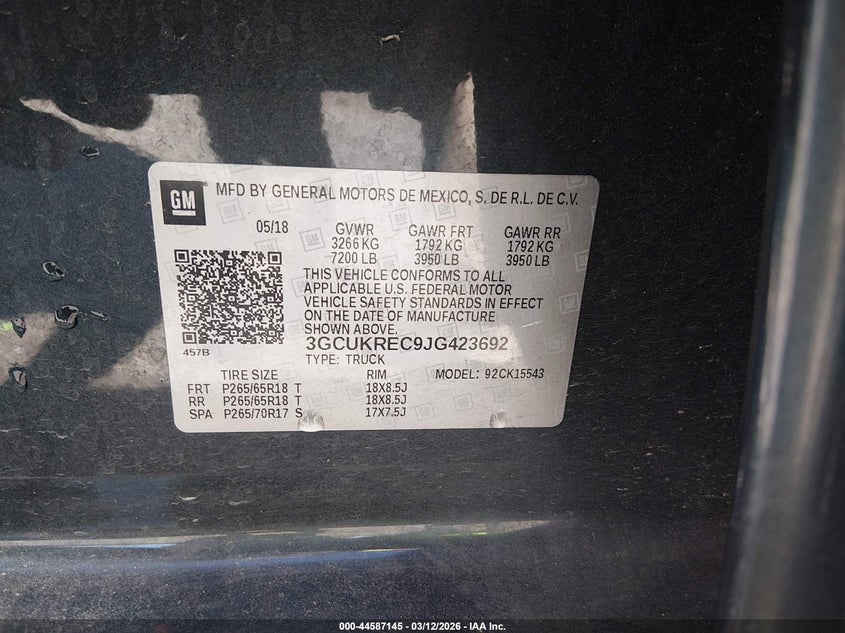 GM
MFD BY GENERAL MOTORS DE MEXICO, S. DE R.L. DE C.V.
05/18 GVWR GAWR FRT GAWR RR
3266 KG 1792 KG 1792 KG
7200 LB 3950 LB 3950 LB
THIS VEHICLE CONFORMS TO ALL
APPLICABLE U.S. FEDERAL MOTOR
VEHICLE SAFETY STANDARDS IN EFFECT
ON THE DATE OF MANUFACTURE
SHOWN ABOVE.
457B
3GCUKREC9JG423692
TYPE: TRUCK
TIRE SIZE RIM MODEL: 92CK15543
FRT P265/65R18 T 18X8.5J
RR P265/65R18 T 18X8.5J
SPA P265/70R17 S 17X7.5J
000-44587145 — 03/12/2026 — IAA Inc.